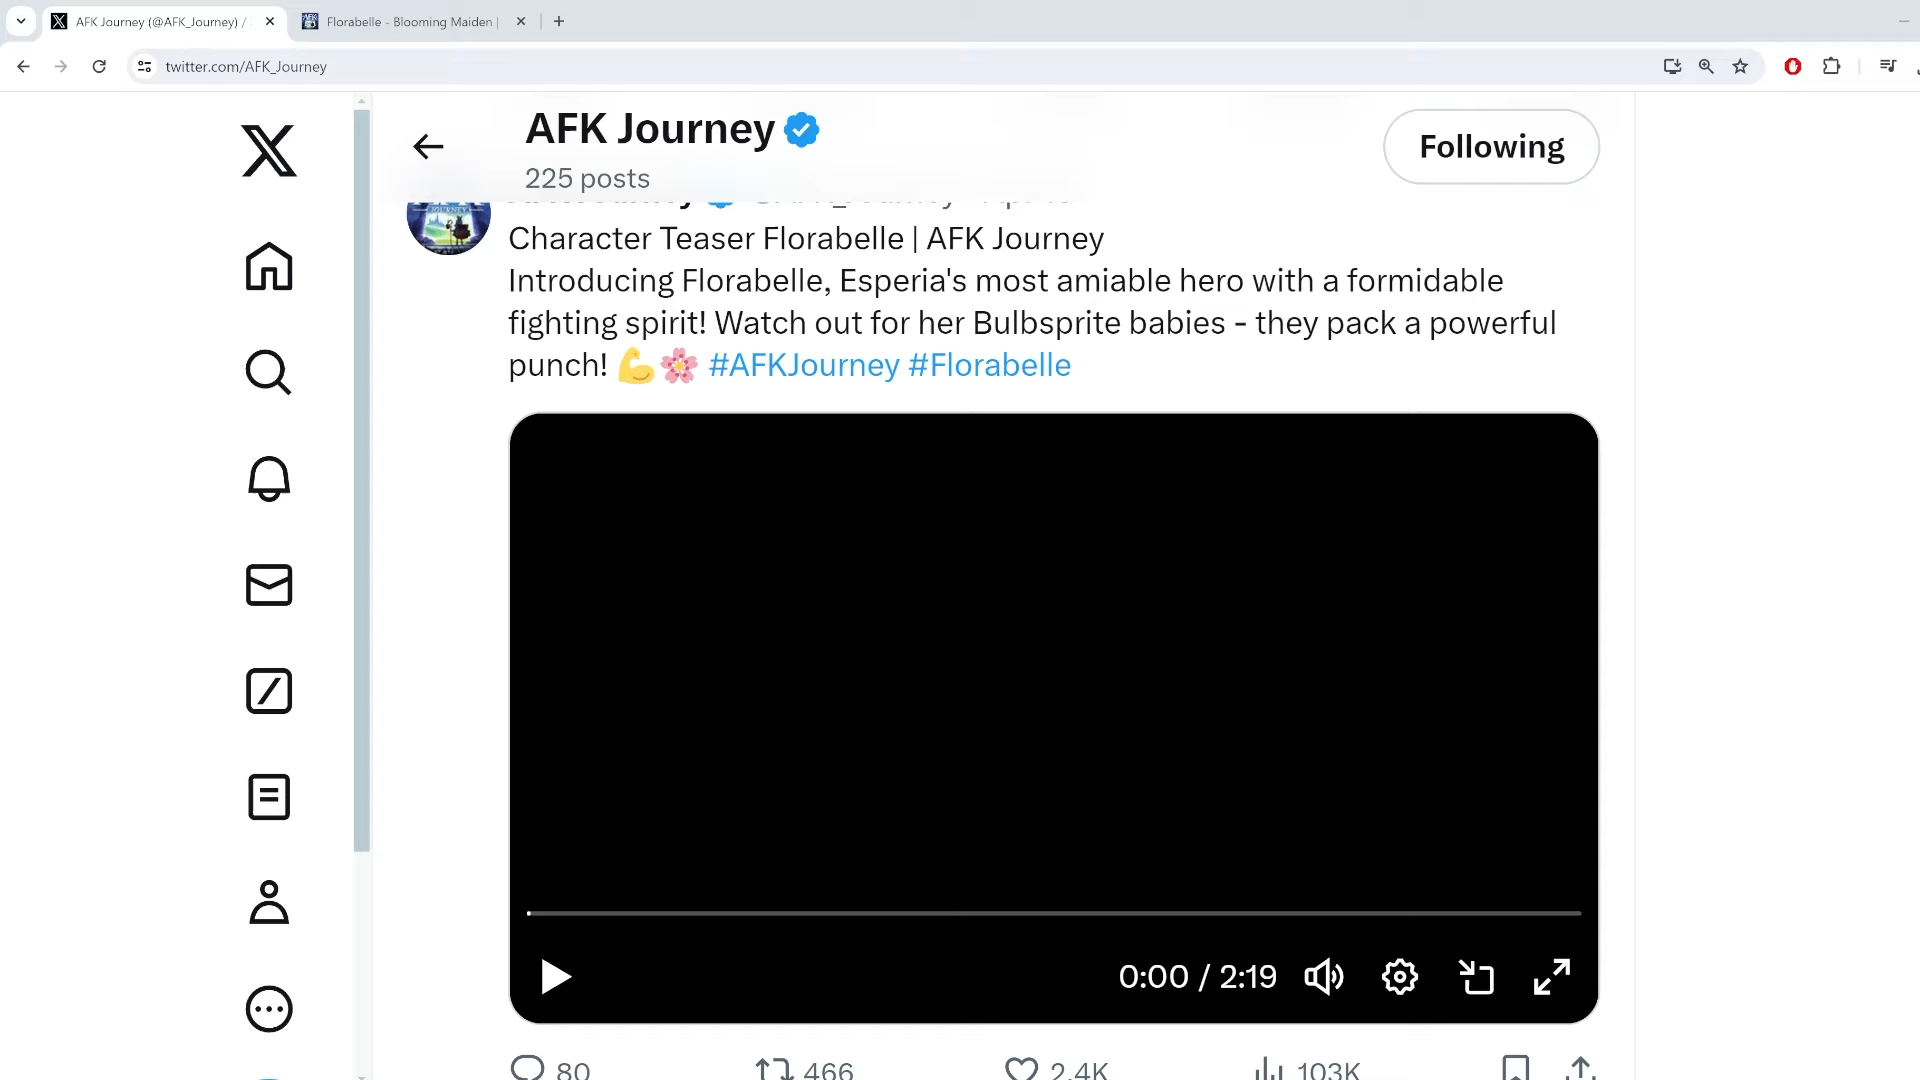 AFK Journey (@AFK_Journey) /
Florabelle - Blooming Maiden |
twitter.com/AFK_Journey
AFK Journey
225 posts
Following
Character Teaser Florabelle | AFK Journey
Introducing Florabelle, Esperia's most amiable hero with a formidable
fighting spirit! Watch out for her Bulbsprite babies - they pack a powerful
punch! 💪🌸 #AFKJourney #Florabelle
0:00 / 2:19
80 466 2.4K 103K